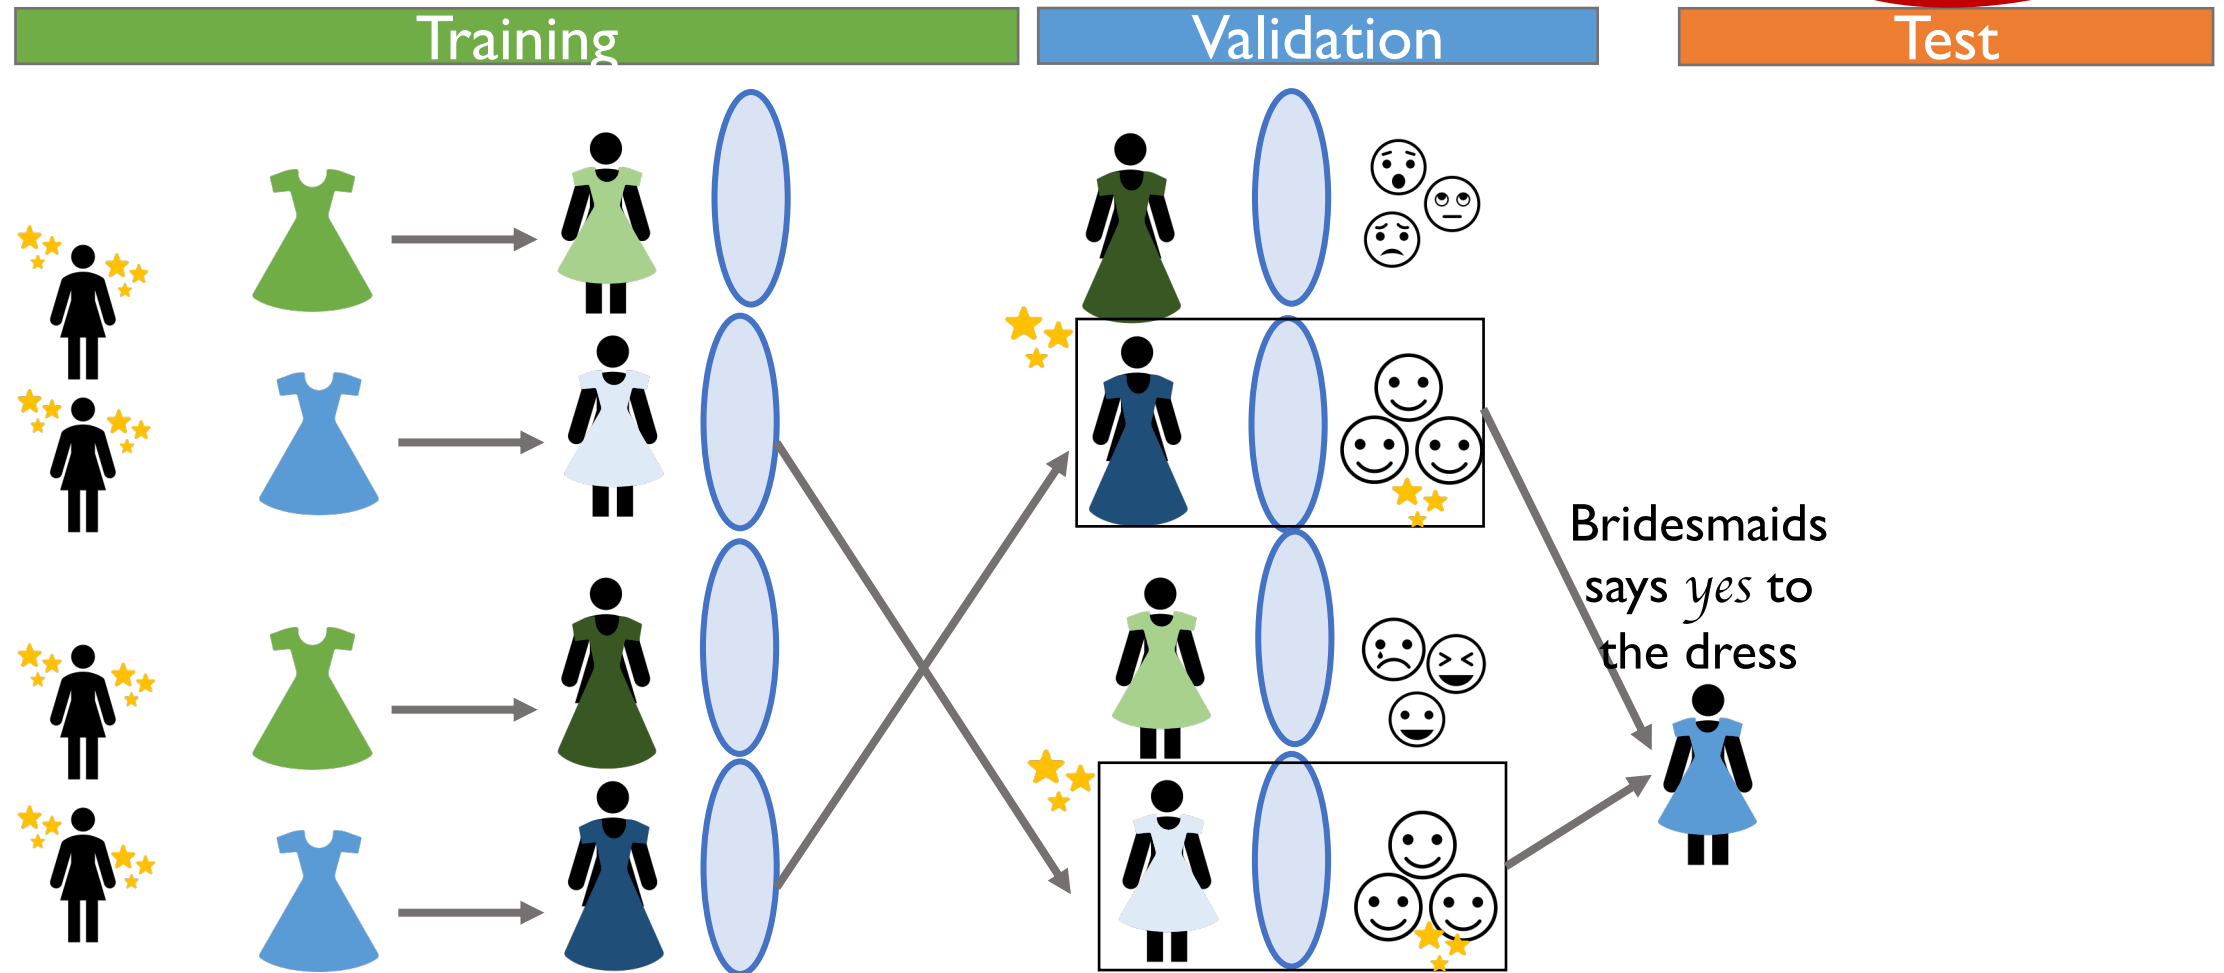 Training
Validation
Test
Bridesmaids
says yes to
the dress